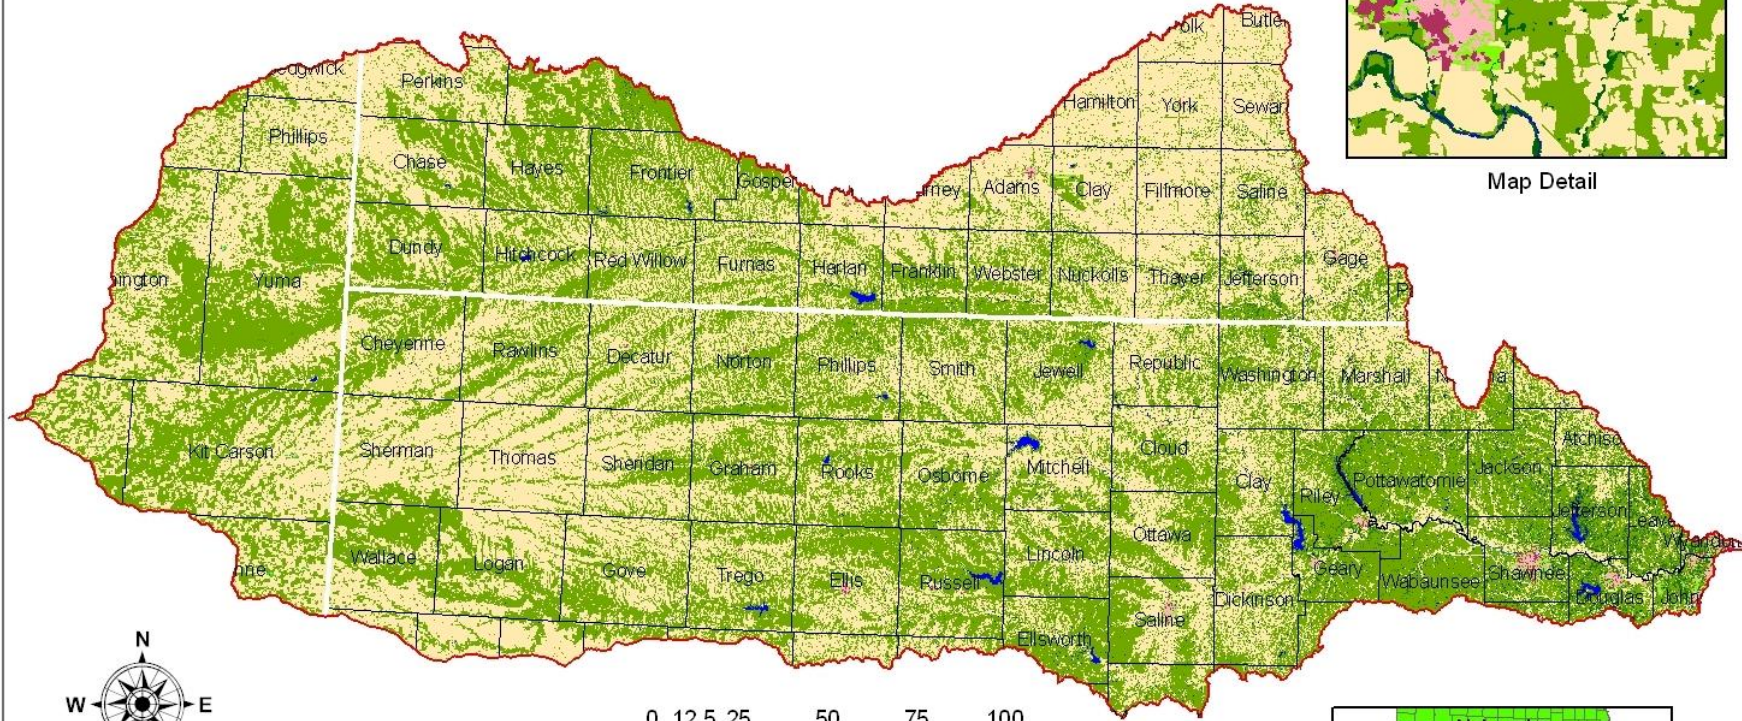 Butle
Perkins
Hamilton
York
Sewar
Phillips
Chase
Hayes
Frontier
Gosper
Adams
Clay
Fillmore
Saline
Map Detail
Dundy
Hitchcock
Red Willow
Furnas
Harlan
Franklin
Webster
Nuckolls
Thayer
Jefferson
Gage
ington
Yuma
Cheyenne
Rawlins
Decatur
Norton
Phillips
Smith
Jewell
Republic
Washington
Marshall
Kit Carson
Sherman
Thomas
Sheridan
Graham
Rooks
Osborne
Mitchell
Cloud
Clay
Riley
Pottawatomie
Jackson
Atchiso
Jefferson
Leave
Wallace
Logan
Gove
Trego
Ellis
Russell
Lincoln
Ottawa
Geary
Wabaunsee
Shawnee
Douglas
John
Dickinson
Saline
Ellsworth
N
W E
0 12.5 25 50 75 100